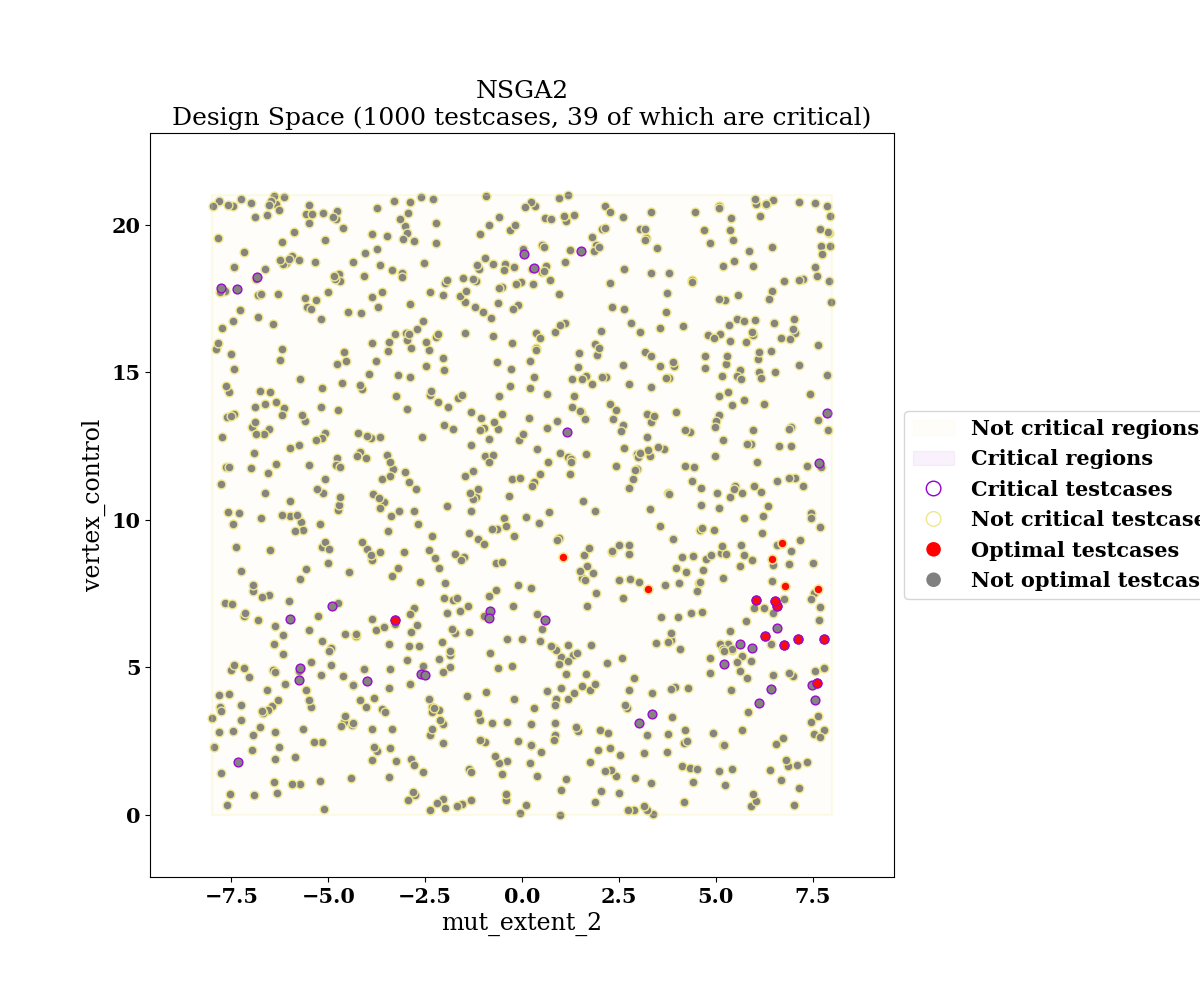 NSGA2
Design Space (1000 testcases, 39 of which are critical)
20
15
10
5
0
vertex_control
−7.5
−5.0
−2.5
0.0
2.5
5.0
7.5
mut_extent_2
Not critical regions
Critical regions
Critical testcases
Not critical testcase
Optimal testcases
Not optimal testcas